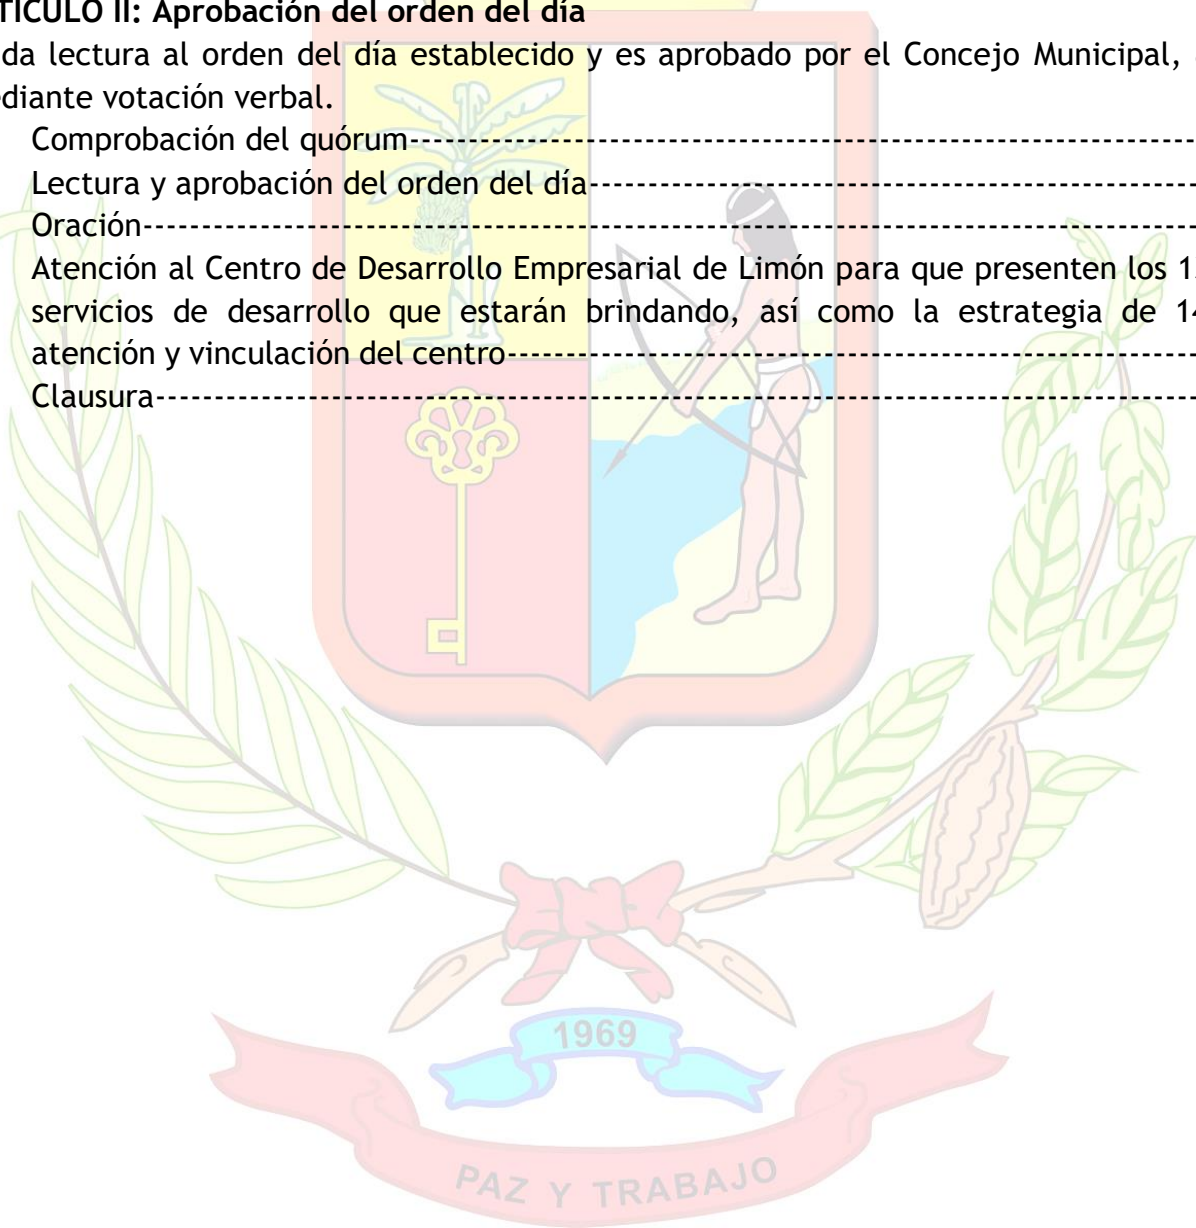 TÍCULO II: Aprobación del orden del día
da lectura al orden del día establecido y es aprobado por el Concejo Municipal,
ediante votación verbal.
Comprobación del quórum-----------------------------------------------------------------
Lectura y aprobación del orden del día--------------------------------------------------
Oración---------------------------------------------------------------------------------
Atención al Centro de Desarrollo Empresarial de Limón para que presenten los
servicios de desarrollo que estarán brindando, así como la estrategia de 14
atención y vinculación del centro---------------------------------------------------------
Clausura--------------------------------------------------------------------------------
1969
PAZ Y TRABAJO